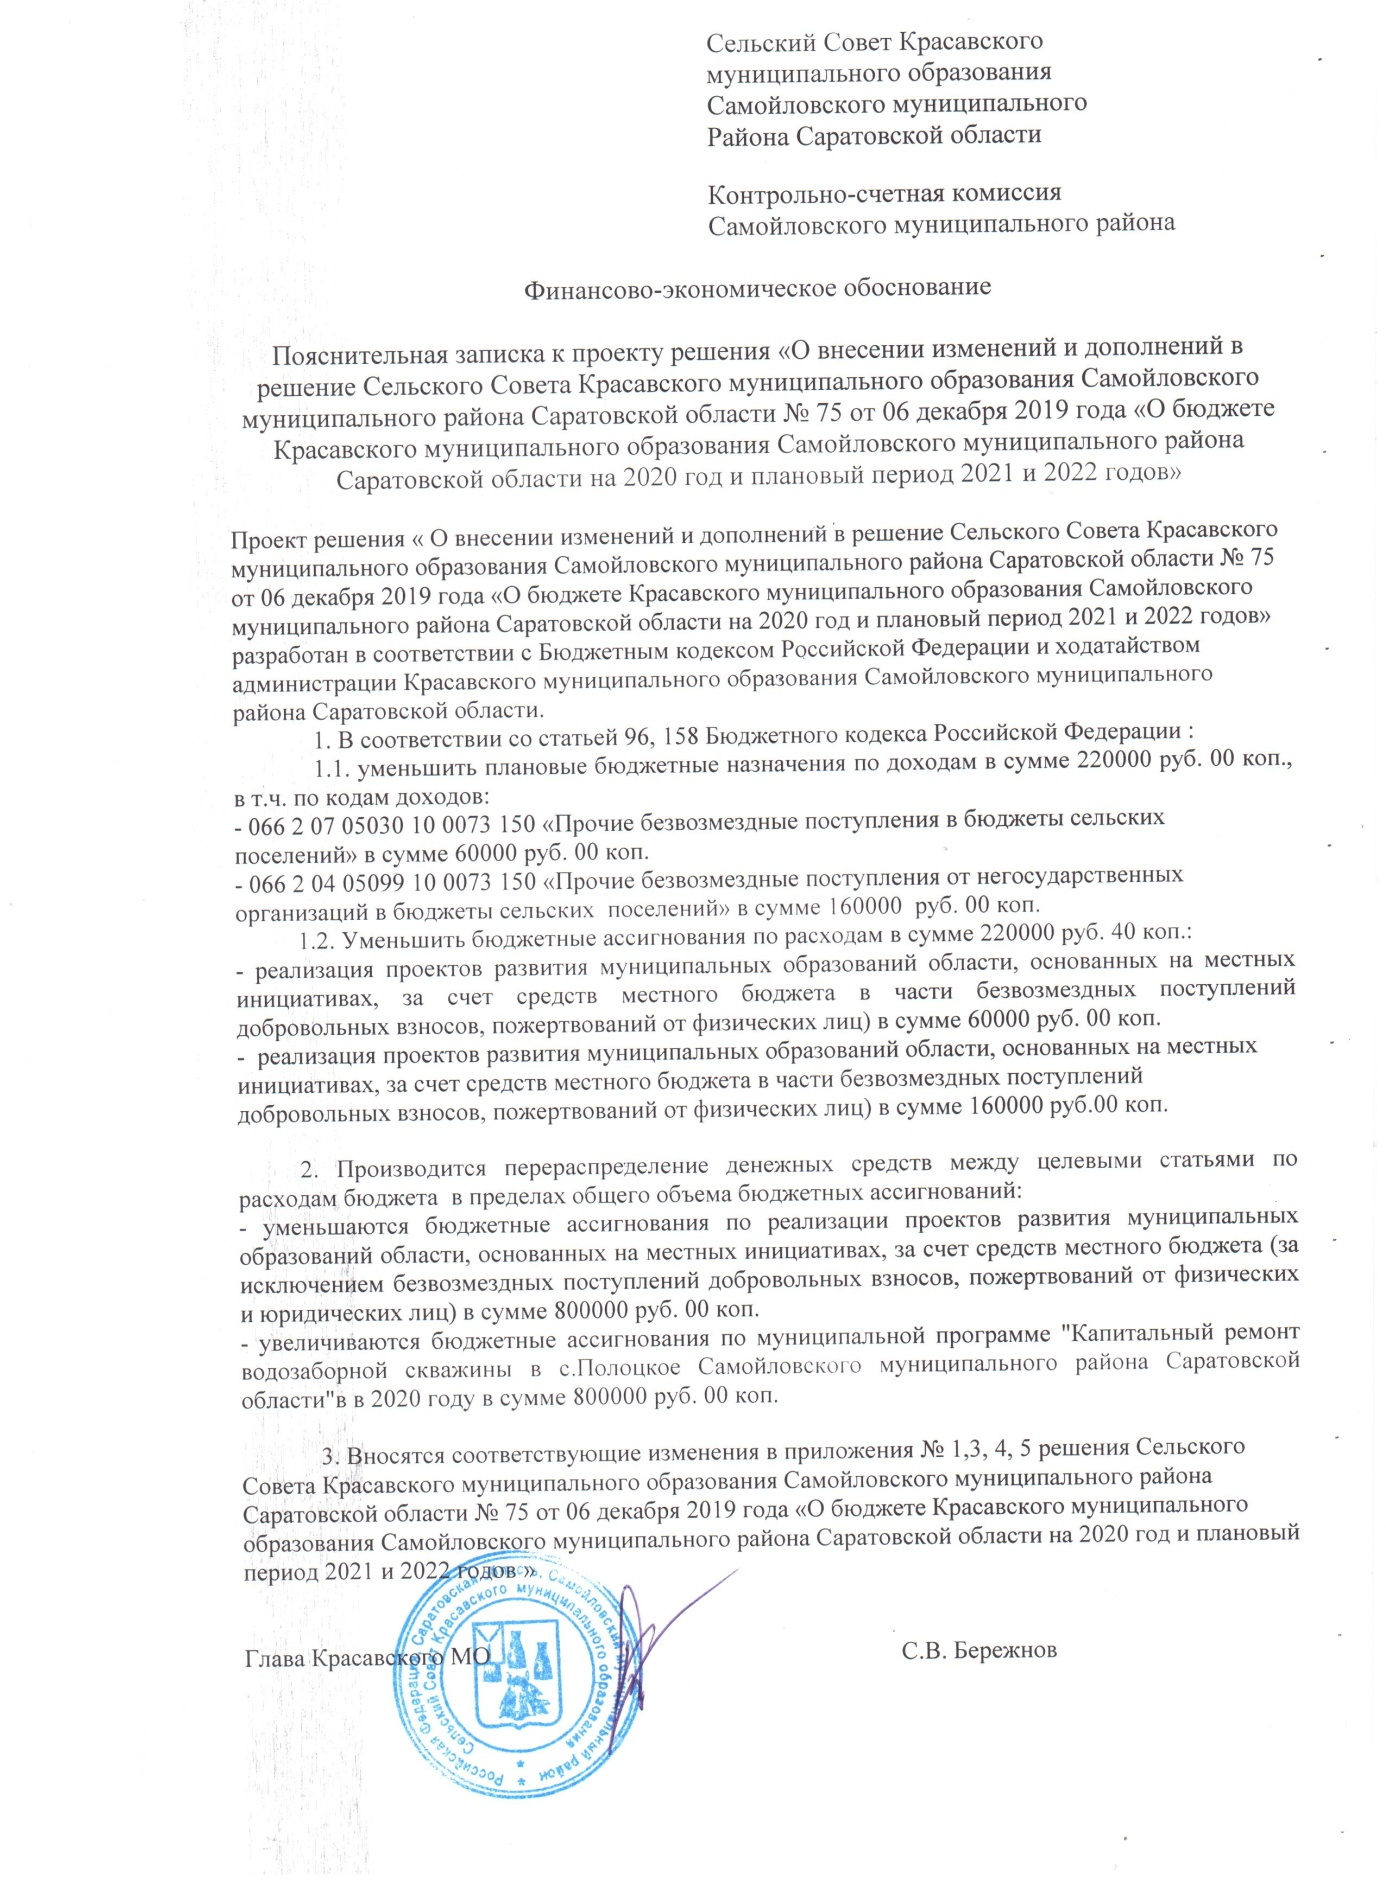 Сельский Совет Красавского
муниципального образования
Самойловского муниципального
Района Саратовской области
Контрольно-счетная комиссия
Самойловского муниципального района
Финансово-экономическое обоснование
Пояснительная записка к проекту решения «О внесении изменений и дополнений в
решение Сельского Совета Красавского муниципального образования Самойловского
муниципального района Саратовской области № 75 от 06 декабря 2019 года «О бюджете
Красавского муниципального образования Самойловского муниципального района
Саратовской области на 2020 год и плановый период 2021 и 2022 годов»
Проект решения « О внесении изменений и дополнений в решение Сельского Совета Красавского
муниципального образования Самойловского муниципального района Саратовской области № 75
от 06 декабря 2019 года «О бюджете Красавского муниципального образования Самойловского
муниципального района Саратовской области на 2020 год и плановый период 2021 и 2022 годов»
разработан в соответствии с Бюджетным кодексом Российской Федерации и ходатайством
администрации Красавского муниципального образования Самойловского муниципального
района Саратовской области.
1. В соответствии со статьей 96, 158 Бюджетного кодекса Российской Федерации :
1.1. уменьшить плановые бюджетные назначения по доходам в сумме 220000 руб. 00 коп.,
в т.ч. по кодам доходов:
- 066 2 07 05030 10 0073 150 «Прочие безвозмездные поступления в бюджеты сельских
поселений» в сумме 60000 руб. 00 коп.
- 066 2 04 05099 10 0073 150 «Прочие безвозмездные поступления от негосударственных
организаций в бюджеты сельских поселений» в сумме 160000 руб. 00 коп.
1.2. Уменьшить бюджетные ассигнования по расходам в сумме 220000 руб. 40 коп.:
- реализация проектов развития муниципальных образований области, основанных на местных
инициативах, за счет средств местного бюджета в части безвозмездных поступлений
добровольных взносов, пожертвований от физических лиц) в сумме 60000 руб. 00 коп.
- реализация проектов развития муниципальных образований области, основанных на местных
инициативах, за счет средств местного бюджета в части безвозмездных поступлений
добровольных взносов, пожертвований от физических лиц) в сумме 160000 руб.00 коп.
2. Производится перераспределение денежных средств между целевыми статьями по
расходам бюджета в пределах общего объема бюджетных ассигнований:
- уменьшаются бюджетные ассигнования по реализации проектов развития муниципальных
образований области, основанных на местных инициативах, за счет средств местного бюджета (за
исключением безвозмездных поступлений добровольных взносов, пожертвований от физических
и юридических лиц) в сумме 800000 руб. 00 коп.
- увеличиваются бюджетные ассигнования по муниципальной программе "Капитальный ремонт
водозаборной скважины в с.Полоцкое Самойловского муниципального района Саратовской
области"в в 2020 году в сумме 800000 руб. 00 коп.
3. Вносятся соответствующие изменения в приложения № 1,3, 4, 5 решения Сельского
Совета Красавского муниципального образования Самойловского муниципального района
Саратовской области № 75 от 06 декабря 2019 года «О бюджете Красавского муниципального
образования Самойловского муниципального района Саратовской области на 2020 год и плановый
период 2021 и 2022 годов »
Глава Красавского МО
С.В. Бережнов
Российская Федерация Саратовская область. Самойловский муниципальный район
Сельский Совет Красавского муниципального образования